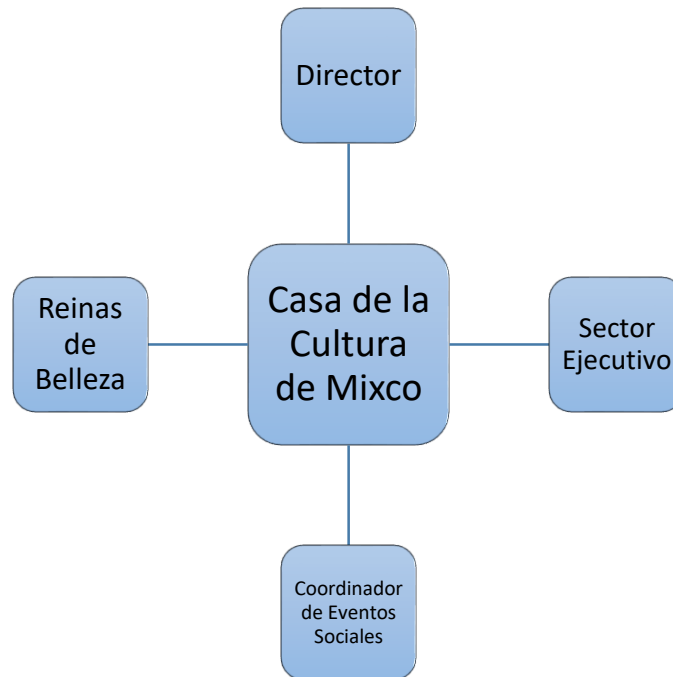 Director
Reinas
de
Belleza
Casa de la
Cultura
de Mixco
Sector
Ejecutivo
Coordinador
de Eventos
Sociales